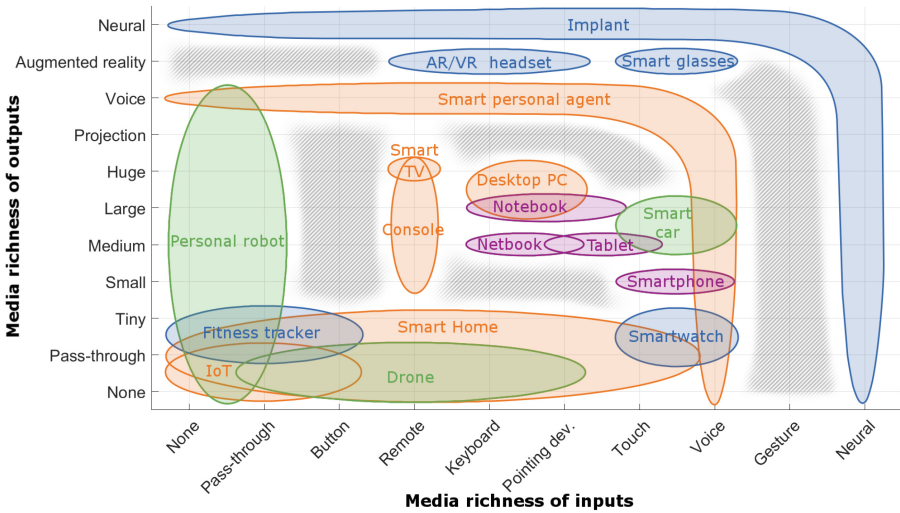 Media richness of outputs
Neural
Augmented reality
Voice
Projection
Huge
Large
Medium
Small
Tiny
Pass-through
None
Implant
AR/VR headset
Smart glasses
Smart personal agent
Smart
TV
Desktop PC
Notebook
Smart
car
Console
Personal robot
Netbook
Tablet
Smartphone
Fitness tracker
Smart Home
Smartwatch
IoT
Drone
None
Pass-through
Button
Remote
Keyboard
Pointing dev.
Touch
Voice
Gesture
Neural
Media richness of inputs